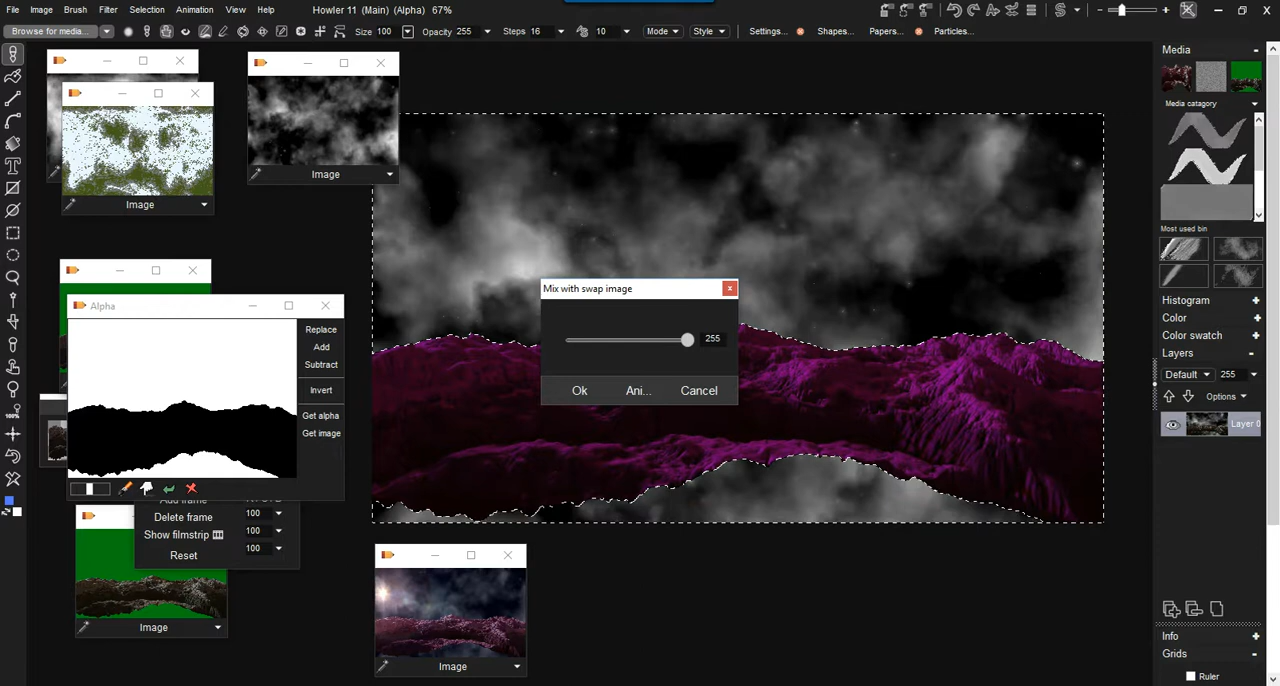 File Image Brush Filter Selection Animation View Help Howler 11 (Main) (Alpha) 67%
Browse for media... Size 100 Opacity 255 Steps 16 10 Mode Style Settings... Shapes... Papers... Particles...
Media
Media catagory
Most used bin
Histogram
Color
Color swatch
Layers
Default 255
Options
Layer 0
Info
Grids
Ruler
Image
Image
Alpha
Replace
Add
Subtract
Invert
Get alpha
Get image
Delete frame 100
Show filmstrip 100
Reset 100
Image
Image
Mix with swap image
255
Ok Ani... Cancel
100%